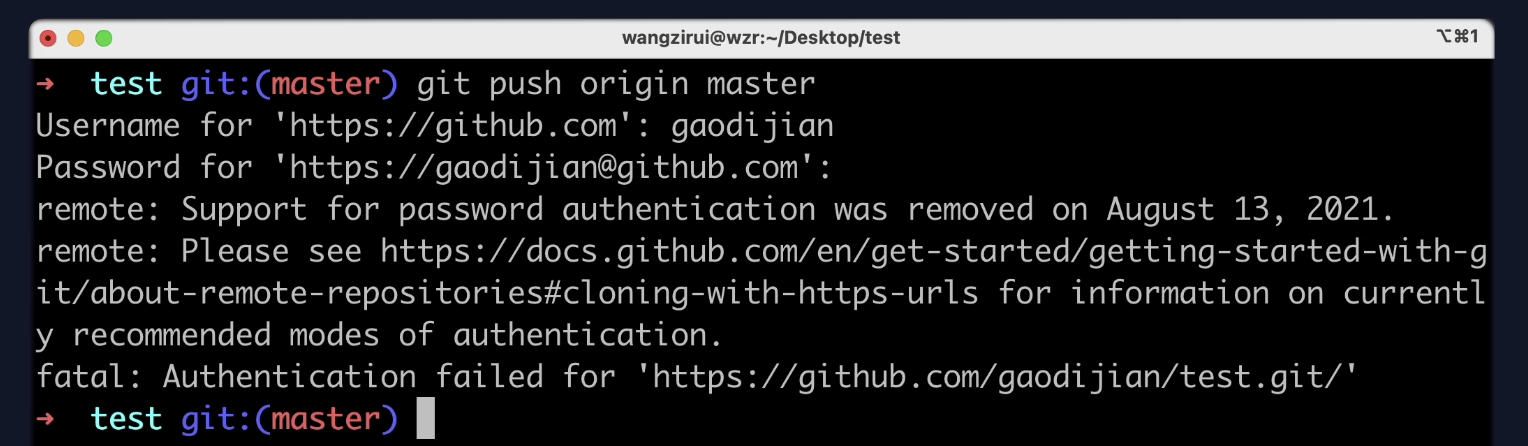 wangzirui@wzr:~/Desktop/test
⌥⌘1
➜  test git:(master) git push origin master
Username for 'https://github.com': gaodijian
Password for 'https://gaodijian@github.com':
remote: Support for password authentication was removed on August 13, 2021.
remote: Please see https://docs.github.com/en/get-started/getting-started-with-g
it/about-remote-repositories#cloning-with-https-urls for information on currentl
y recommended modes of authentication.
fatal: Authentication failed for 'https://github.com/gaodijian/test.git/'
➜  test git:(master)